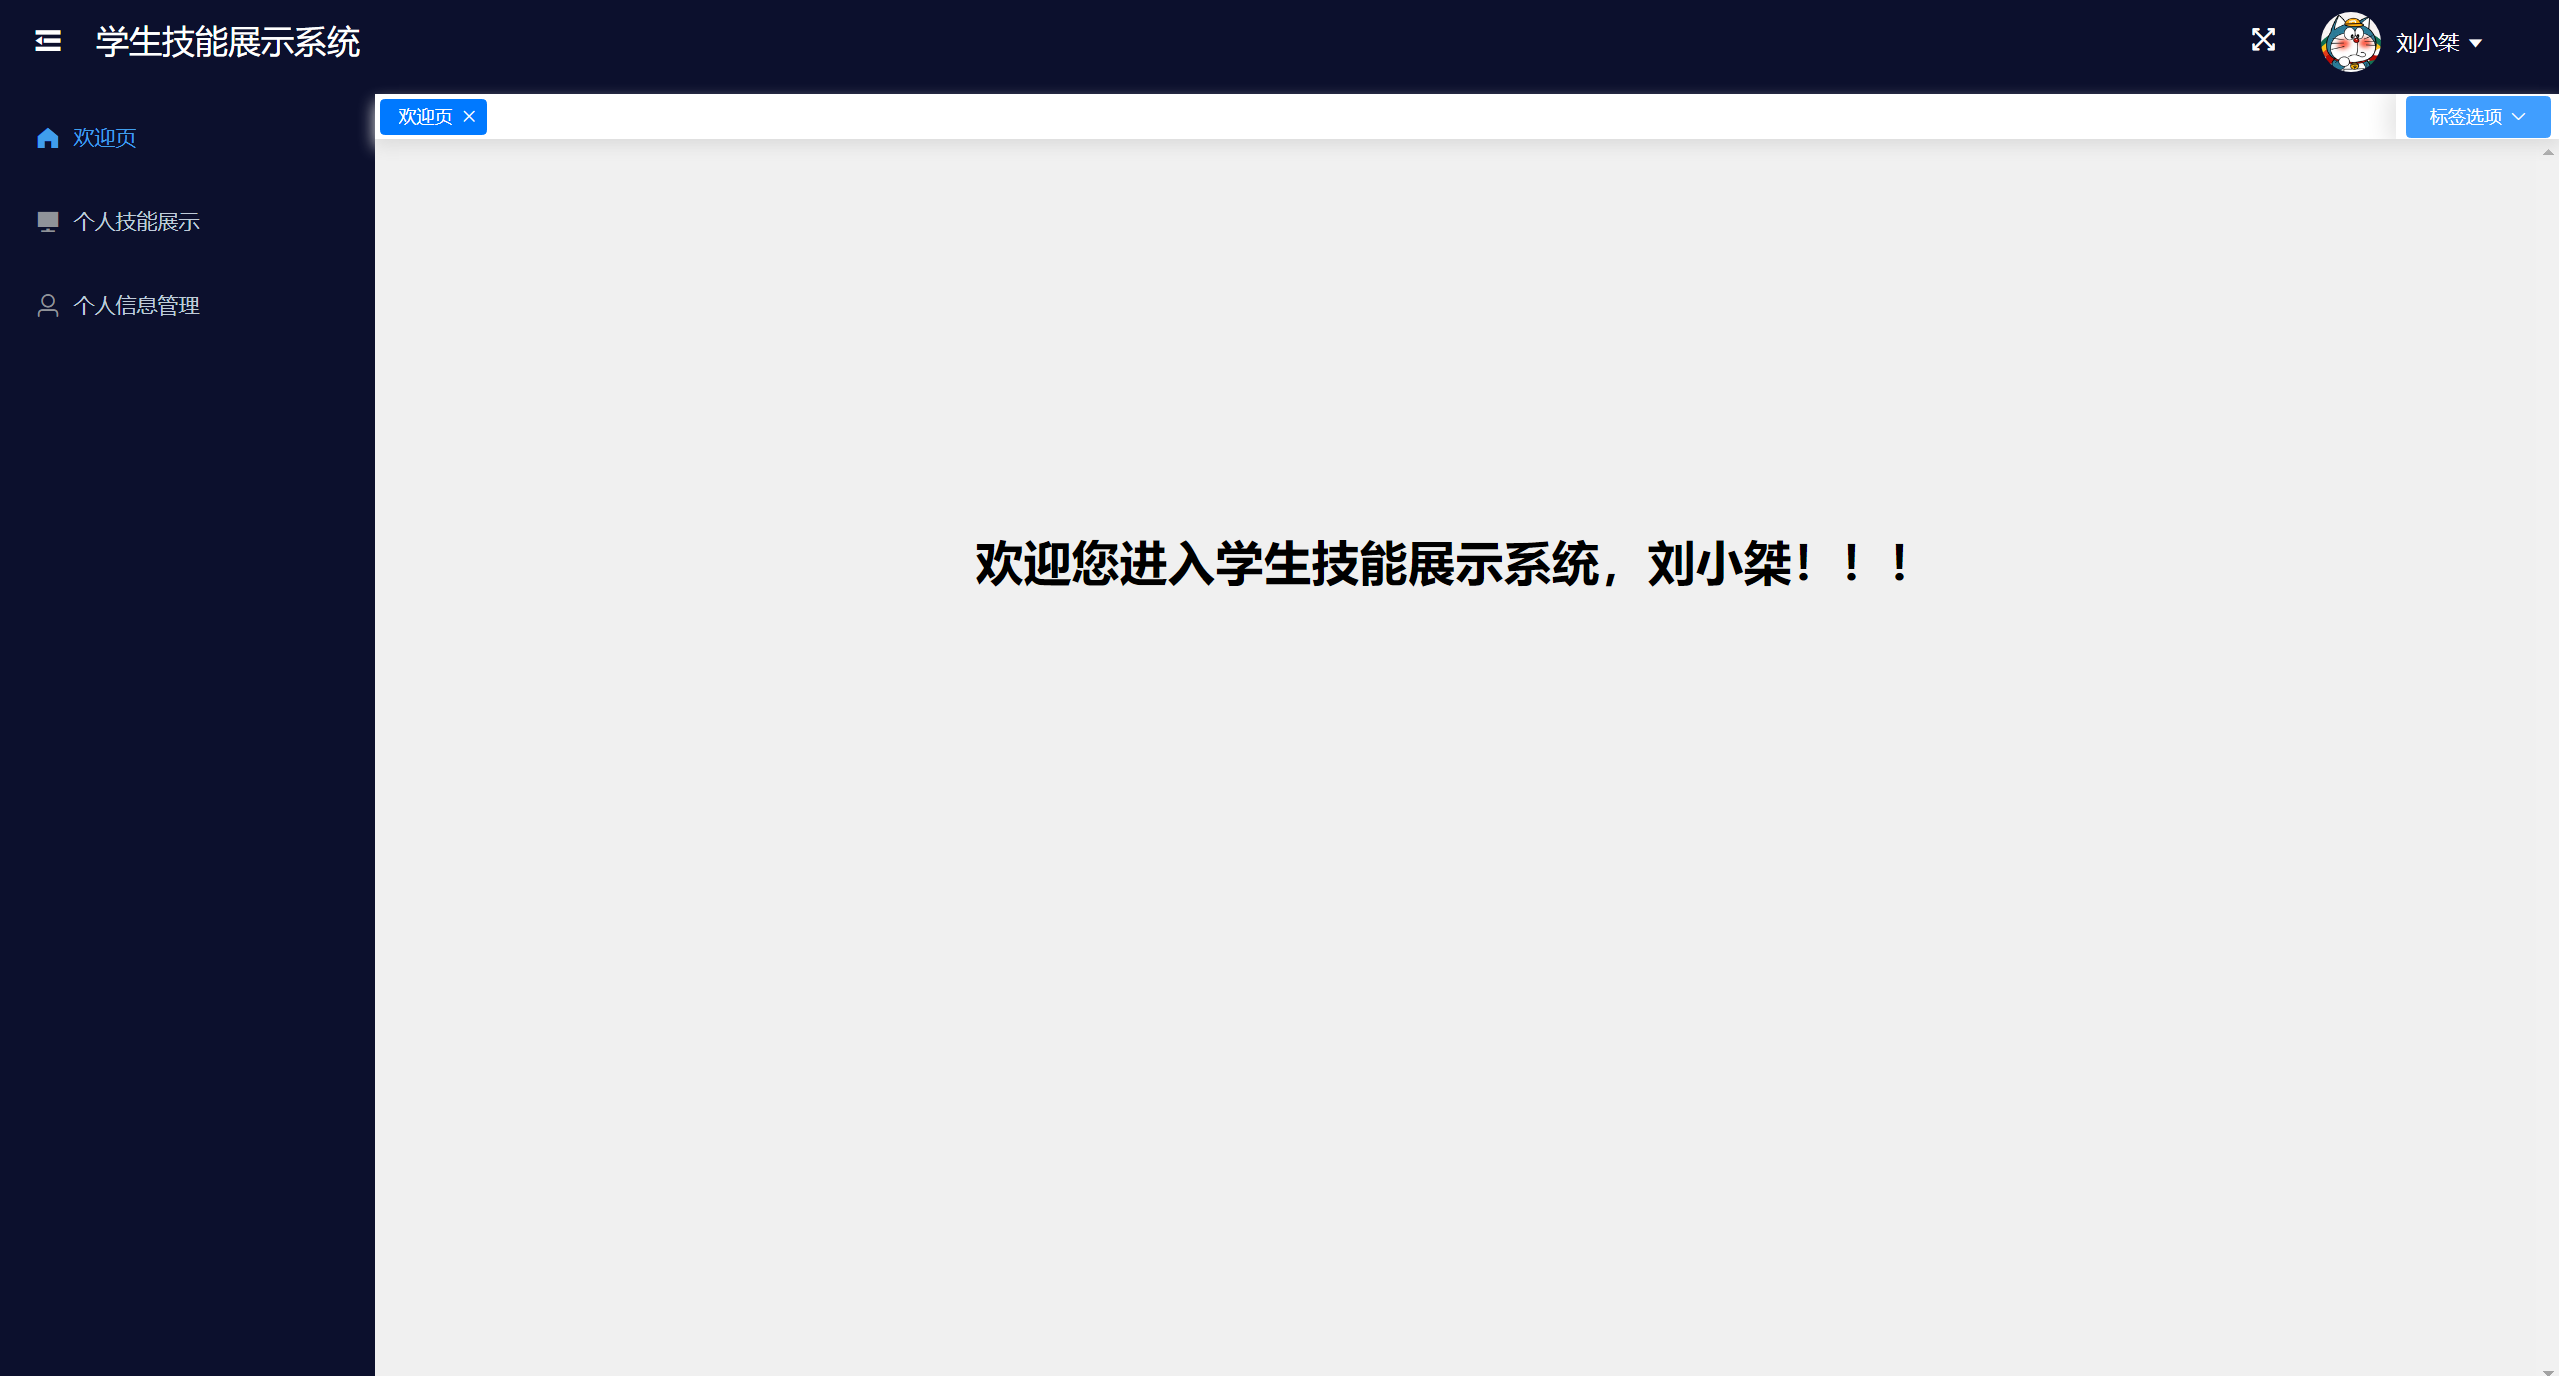 学生技能展示系统
刘小桀
欢迎页
个人技能展示
个人信息管理
欢迎页
标签选项
欢迎您进入学生技能展示系统，刘小桀！！！